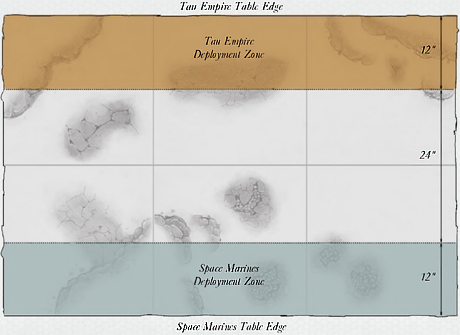 Tau Empire Table Edge
Tau Empire
Deployment Zone
12"
24"
Space Marines
Deployment Zone
12"
Space Marines Table Edge